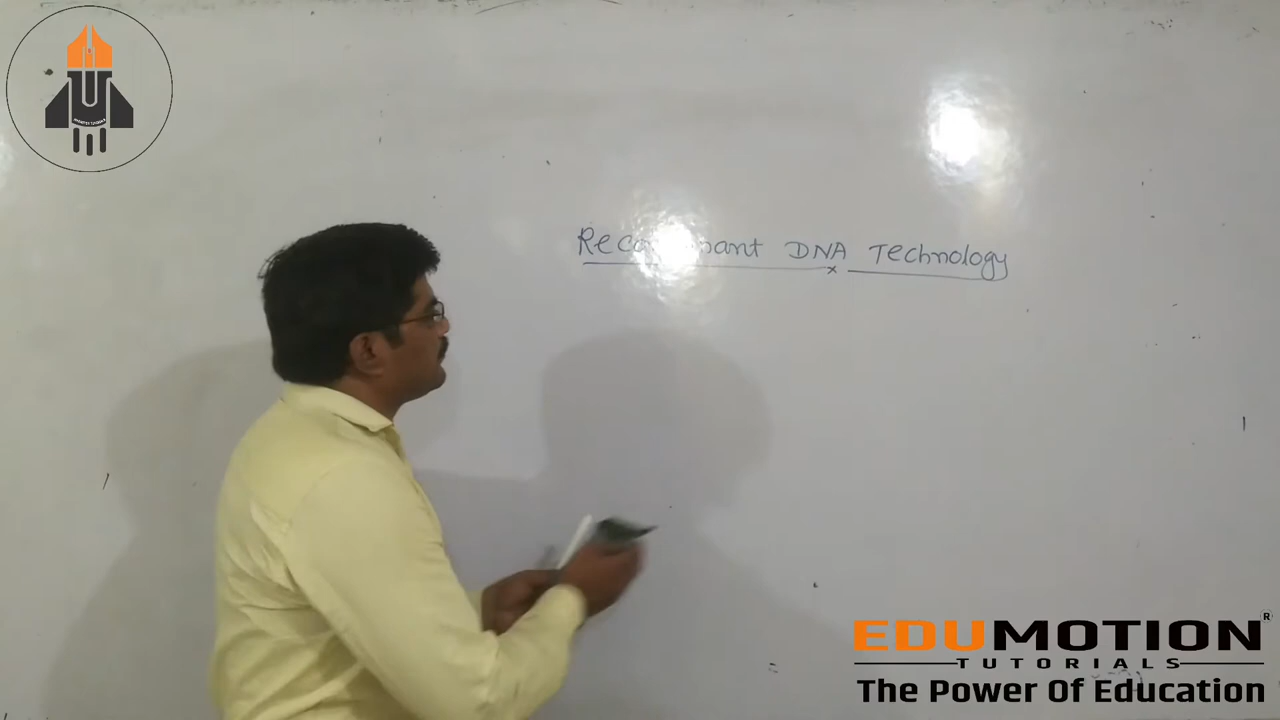 Recombinant DNA Technology
EDUMOTION ®
TUTORIALS
The Power Of Education